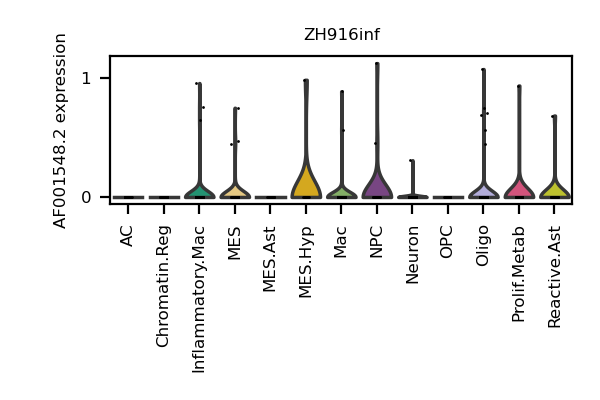 ZH916inf
AF001548.2 expression
1
0
AC
Chromatin.Reg
Inflammatory.Mac
MES
MES.Ast
MES.Hyp
Mac
NPC
Neuron
OPC
Oligo
Prolif.Metab
Reactive.Ast